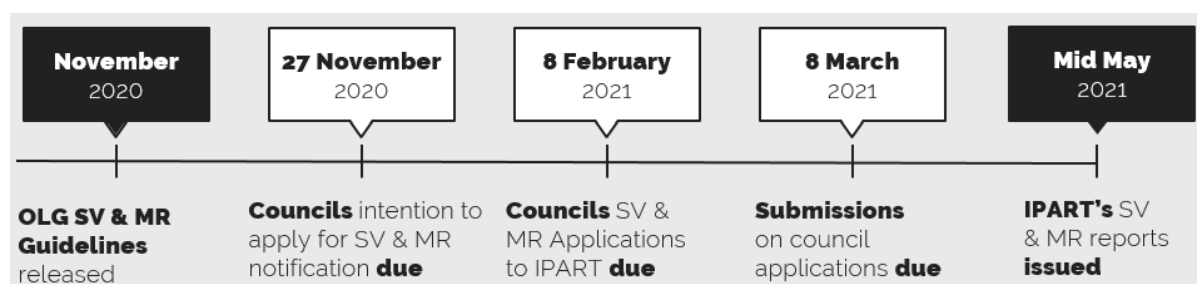 November
2020
27 November
2020
8 February
2021
8 March
2021
Mid May
2021
OLG SV & MR
Guidelines
released
Councils intention to
apply for SV & MR
notification due
Councils SV &
MR Applications
to IPART due
Submissions
on council
applications due
IPART's SV
& MR reports
issued